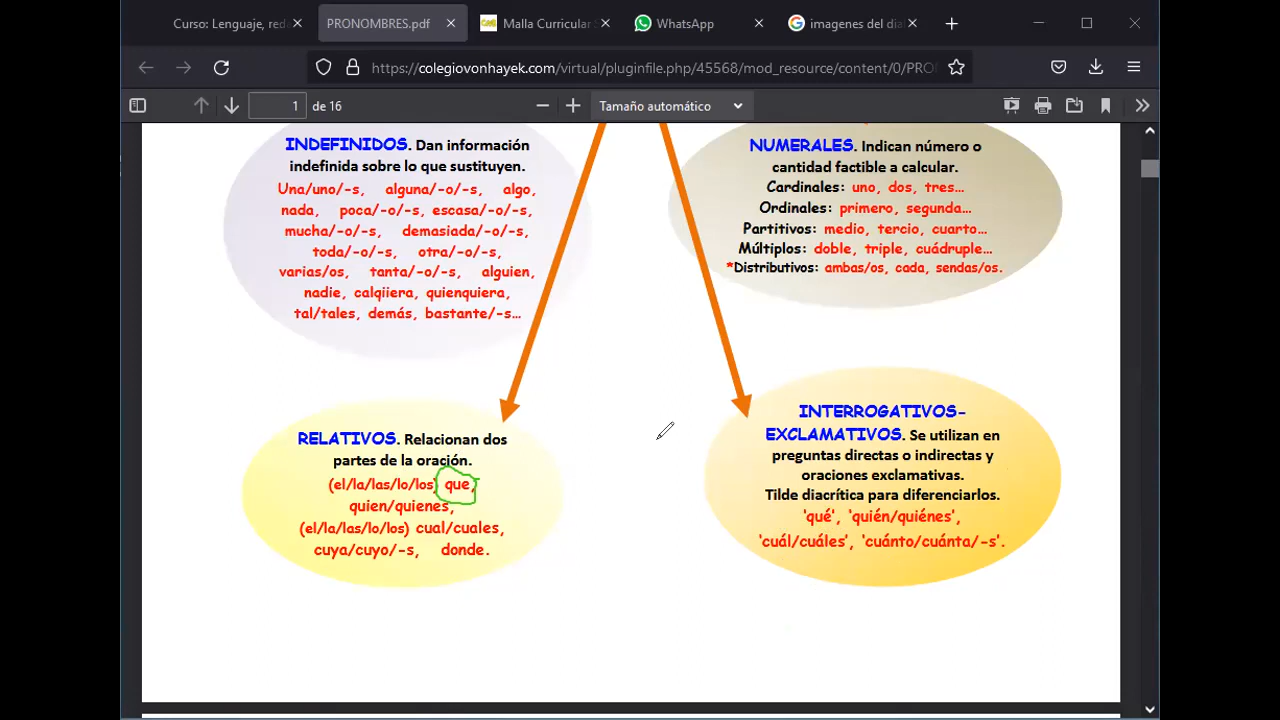 Curso: Lenguaje, red
PRONOMBRES.pdf
Malla Curricular
WhatsApp
imagenes del dia
https://colegiovonhayek.com/virtual/pluginfile.php/45568/mod_resource/content/0/PRO
1 de 16
Tamaño automático
INDEFINIDOS. Dan información
indefinida sobre lo que sustituyen.
Una/uno/-s, alguna/-o/-s, algo,
nada, poca/-o/-s, escasa/-o/-s,
mucha/-o/-s, demasiada/-o/-s,
toda/-o/-s, otra/-o/-s,
varias/os, tanta/-o/-s, alguien,
nadie, calqiiera, quienquiera,
tal/tales, demás, bastante/-s...
NUMERALES. Indican número o
cantidad factible a calcular.
Cardinales: uno, dos, tres...
Ordinales: primero, segunda...
Partitivos: medio, tercio, cuarto...
Múltiplos: doble, triple, cuádruple...
*Distributivos: ambas/os, cada, sendas/os.
RELATIVOS. Relacionan dos
partes de la oración.
(el/la/las/lo/los) que,
quien/quienes,
(el/la/las/lo/los) cual/cuales,
cuya/cuyo/-s, donde.
INTERROGATIVOS-
EXCLAMATIVOS. Se utilizan en
preguntas directas o indirectas y
oraciones exclamativas.
Tilde diacrítica para diferenciarlos.
'qué', 'quién/quiénes',
'cuál/cuáles', 'cuánto/cuánta/-s'.